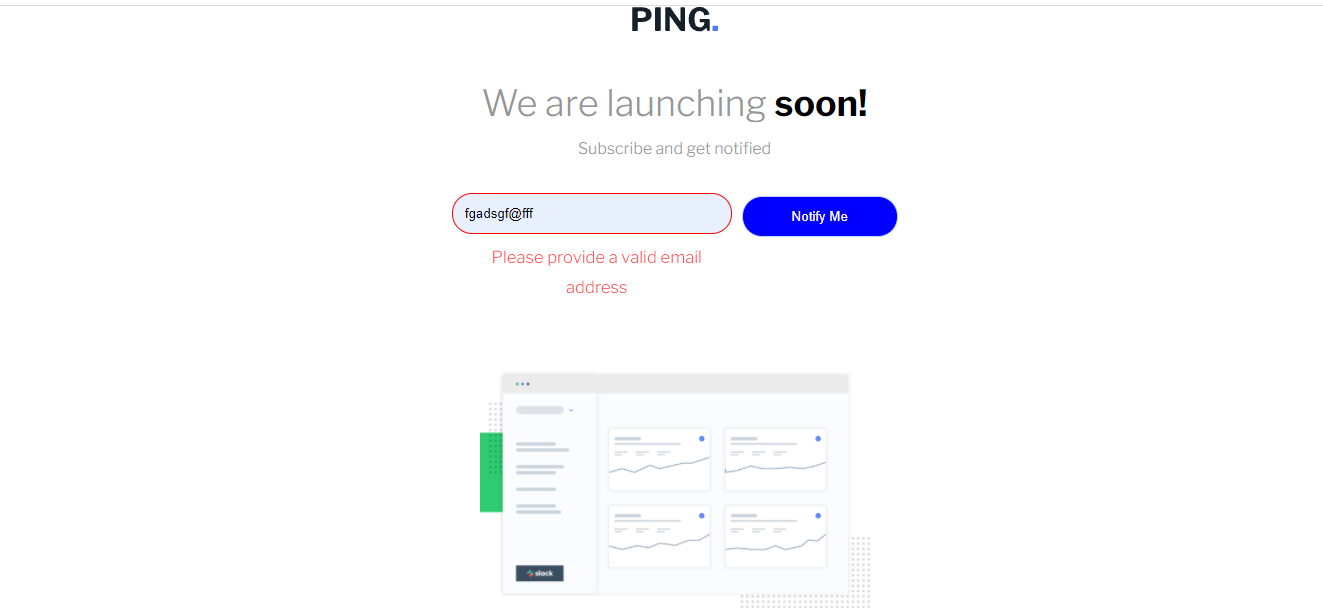 PING.
We are launching soon!
Subscribe and get notified
fgadsgf@fff
Notify Me
Please provide a valid email
address
slack